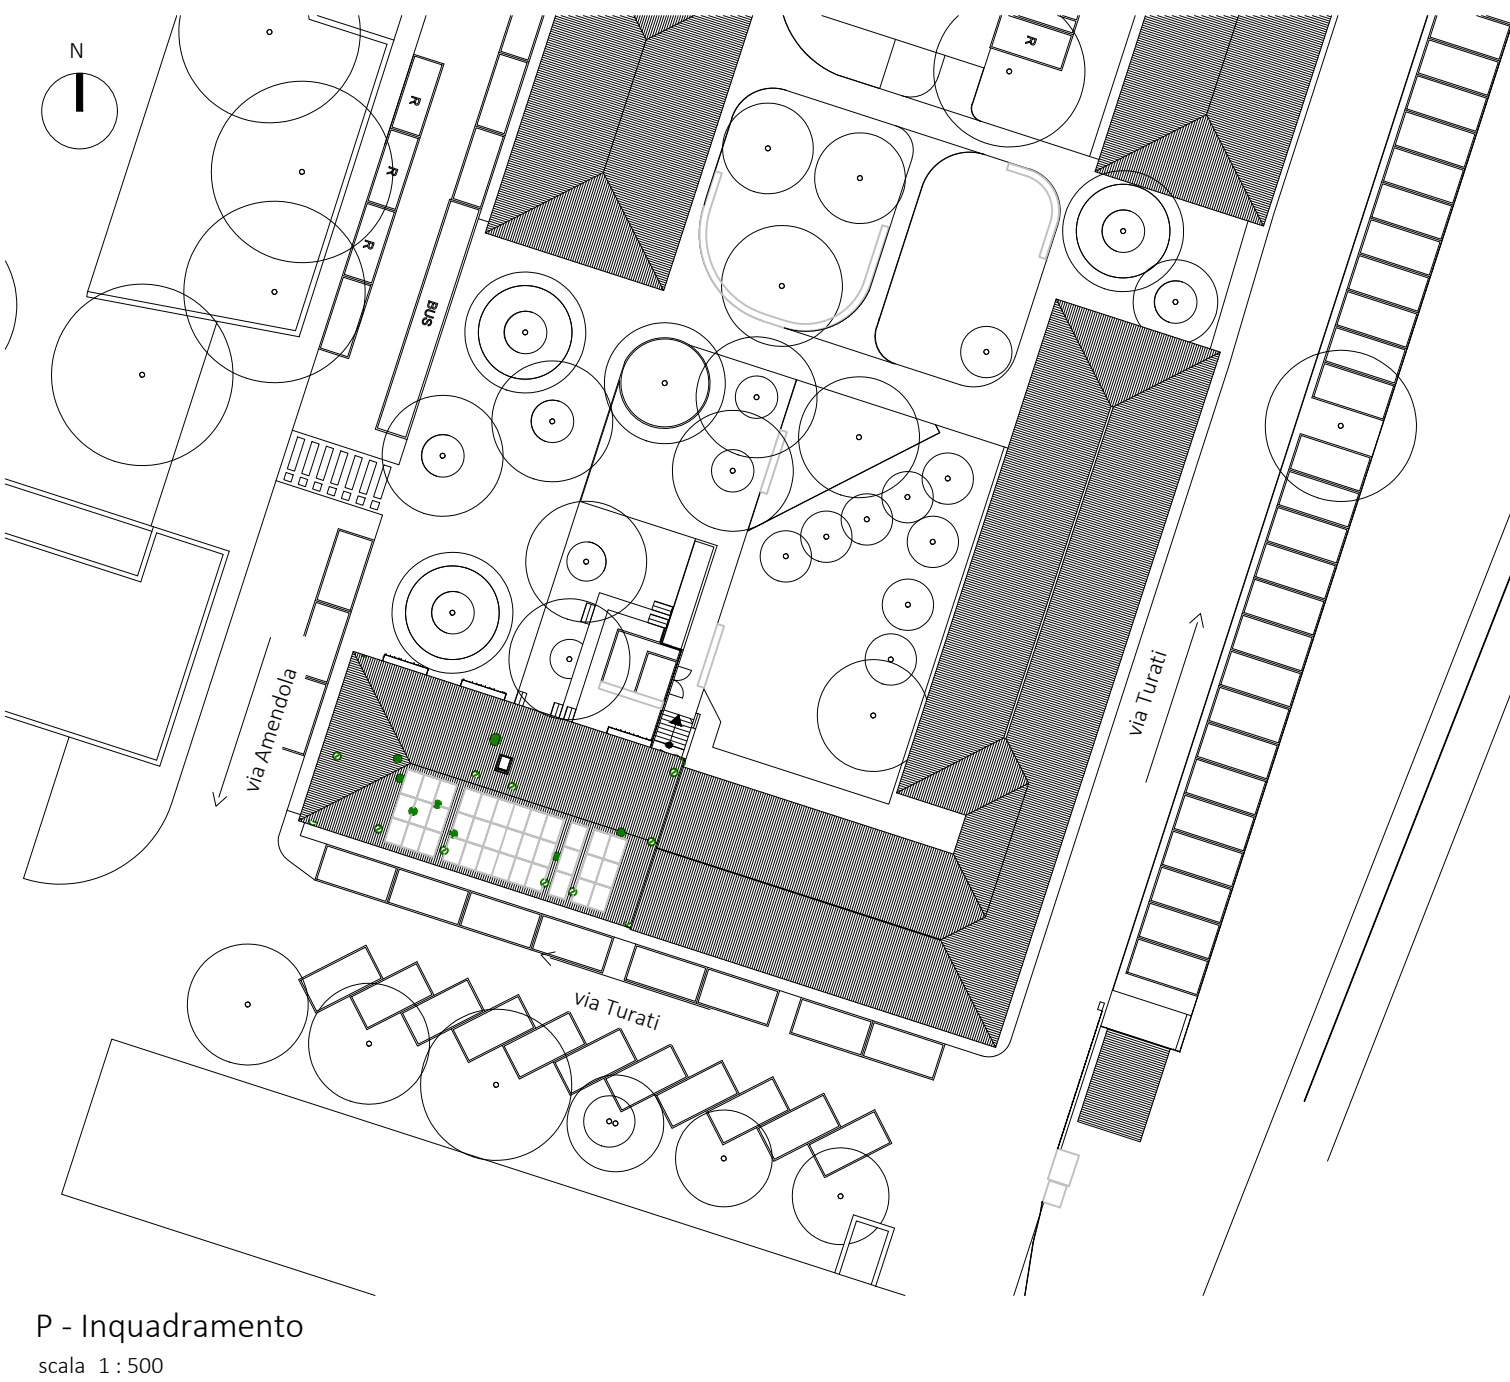 N
R
R
R
R
BUS
via Amendola
via Turati
via Turati
P - Inquadramento
scala 1 : 500